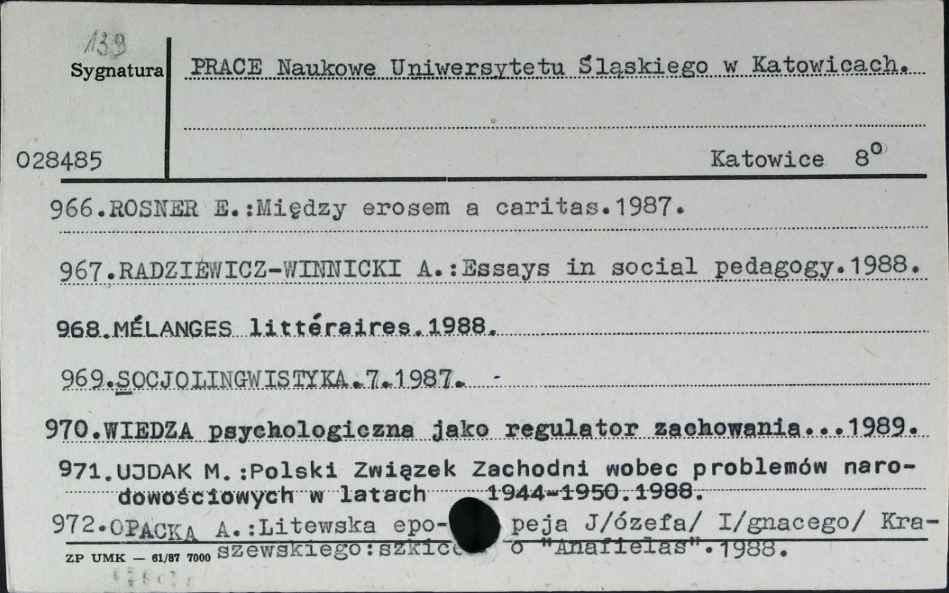 139
Sygnatura
PRACE Naukowe Uniwersytetu Śląskiego w Katowicach.
028485
Katowice 8°
966.ROSNER E.:Między erosem a caritas.1987.
967.RADZIEWICZ-WINNICKI A.:Essays in social pedagogy.1988.
968.MÉLANGES littéraires.1988.
969.SOCJOLINGWISTYKA.7.1987.
970.WIEDZA psychologiczna jako regulator zachowania...1989.
971.UJDAK M.:Polski Związek Zachodni wobec problemów naro-
dowościowych w latach 1944-1950.1988.
972.OPACKA A.:Litewska epo- peja J/ózefa/ I/gnacego/ Kra-
szewskiego: o "Anafielas".1988.
ZP UMK — 61/87 7000